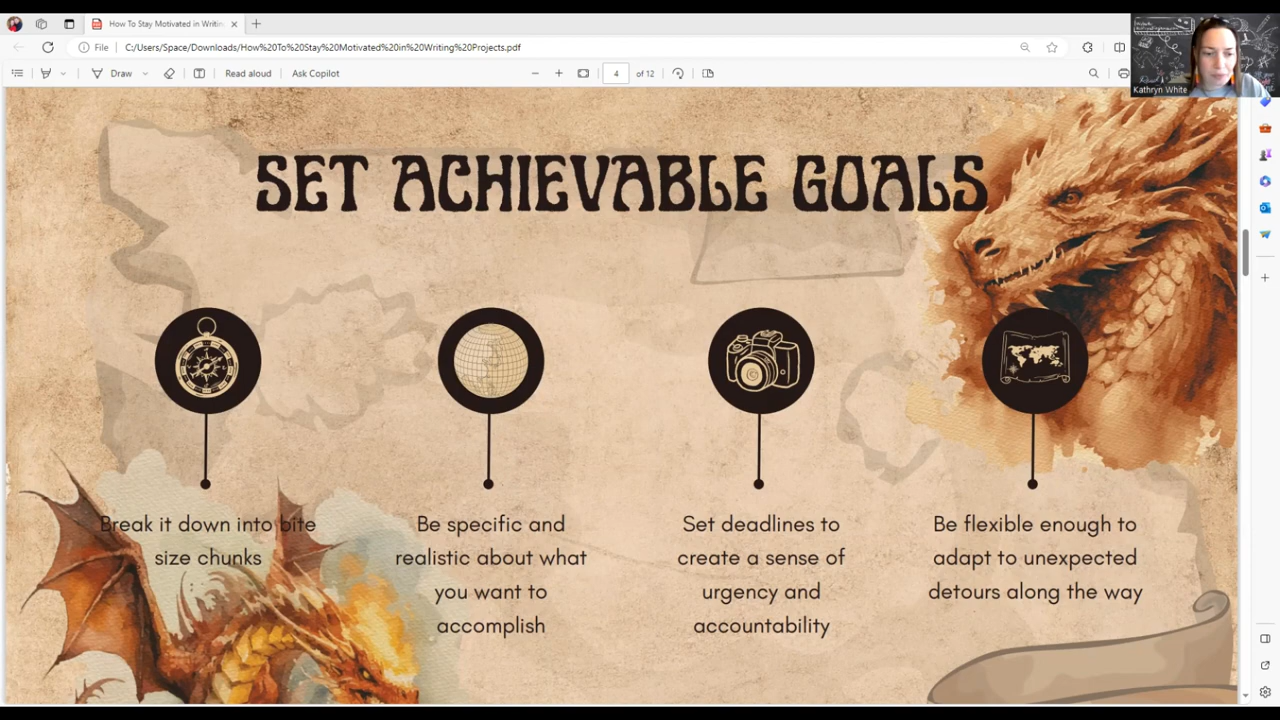 How To Stay Motivated in Writin
File
C:/Users/Space/Downloads/How%20To%20Stay%20Motivated%20in%20Writing%20Projects.pdf
Draw
Read aloud
Ask Copilot
4
of 12
Kathryn White
SET ACHIEVABLE GOALS
Break it down into bite
size chunks
Be specific and
realistic about what
you want to
accomplish
Set deadlines to
create a sense of
urgency and
accountability
Be flexible enough to
adapt to unexpected
detours along the way